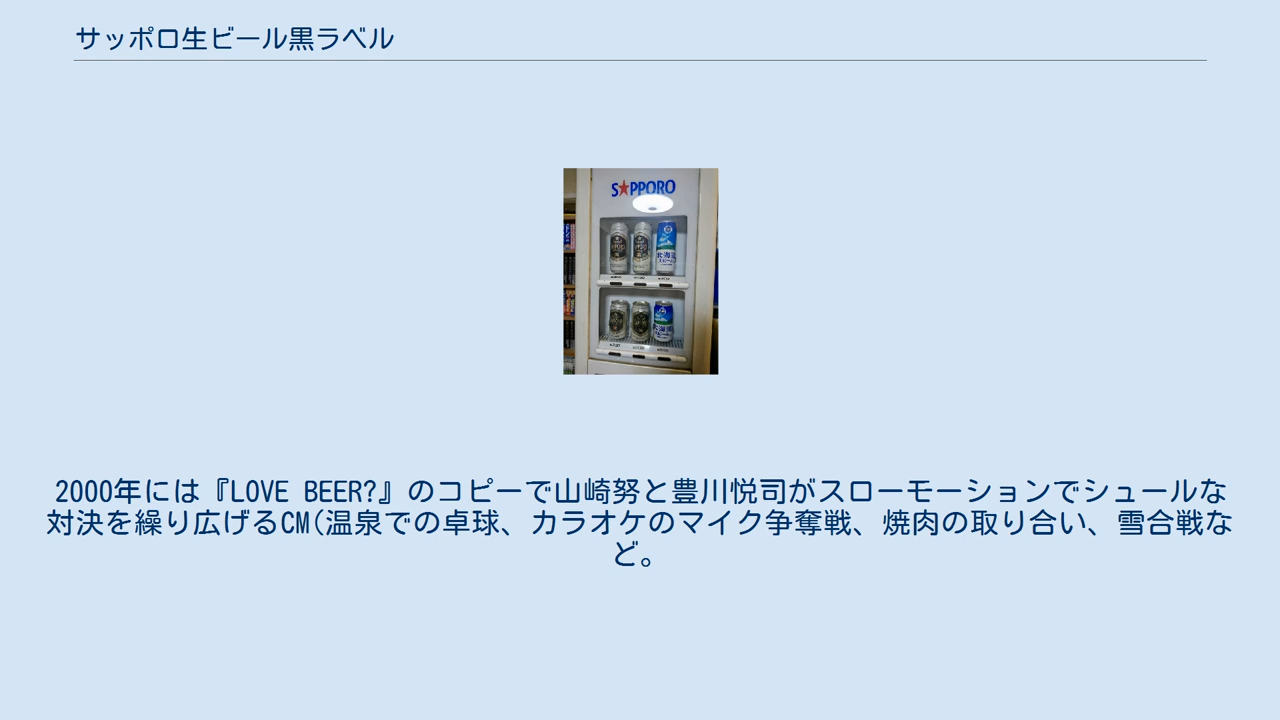 サッポロ生ビール黒ラベル
SAPPORO
2000年には『LOVE BEER?』のコピーで山崎努と豊川悦司がスローモーションでシュールな
対決を繰り広げるCM(温泉での卓球、カラオケのマイク争奪戦、焼肉の取り合い、雪合戦な
ど。